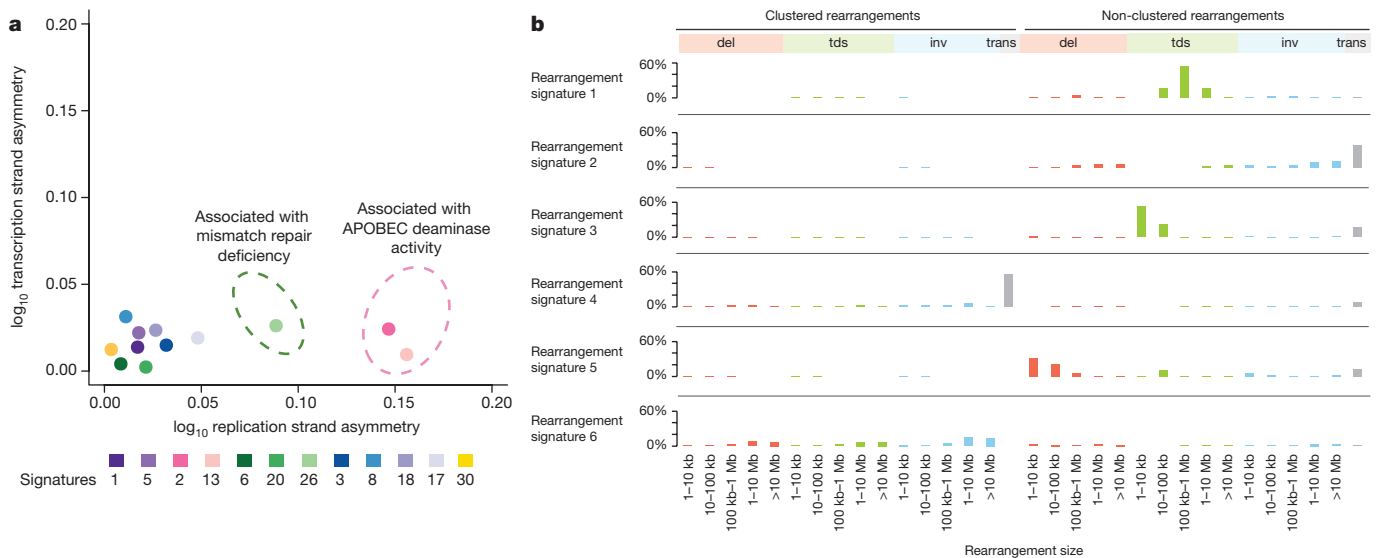 a
0.20
0.15
0.10
0.05
0.00
log10 transcription strand asymmetry
Associated with
mismatch repair
deficiency
Associated with
APOBEC deaminase
activity
0.00 0.05 0.10 0.15 0.20
log10 replication strand asymmetry
Signatures 1 5 2 13 6 20 26 3 8 18 17 30
b
Clustered rearrangements Non-clustered rearrangements
del tds inv trans del tds inv trans
Rearrangement
signature 1
60%
0%
Rearrangement
signature 2
60%
0%
Rearrangement
signature 3
60%
0%
Rearrangement
signature 4
60%
0%
Rearrangement
signature 5
60%
0%
Rearrangement
signature 6
60%
0%
1–10 kb
10–100 kb
100 kb–1 Mb
1–10 Mb
>10 Mb
1–10 kb
10–100 kb
100 kb–1 Mb
1–10 Mb
>10 Mb
1–10 kb
10–100 kb
100 kb–1 Mb
1–10 Mb
>10 Mb
1–10 kb
10–100 kb
100 kb–1 Mb
1–10 Mb
>10 Mb
1–10 kb
10–100 kb
100 kb–1 Mb
1–10 Mb
>10 Mb
1–10 kb
10–100 kb
100 kb–1 Mb
1–10 Mb
>10 Mb
Rearrangement size